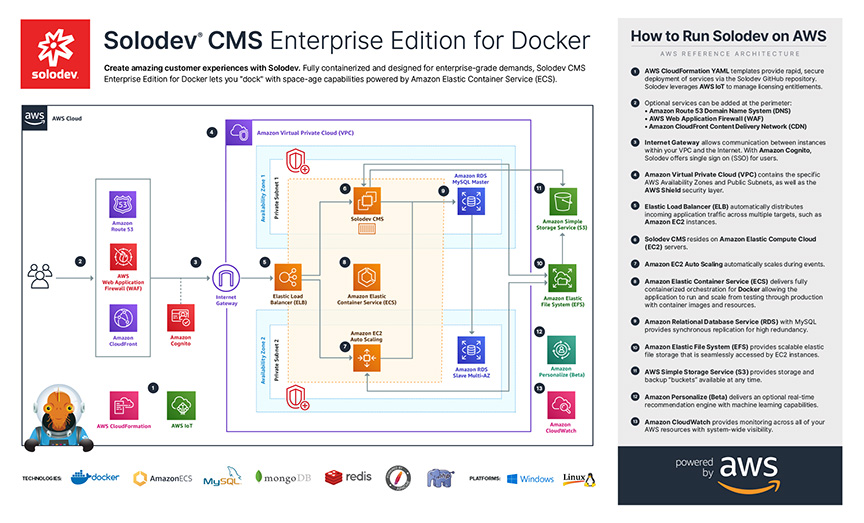 solodev.
Solodev® CMS Enterprise Edition for Docker
Create amazing customer experiences with Solodev. Fully containerized and designed for enterprise-grade demands, Solodev CMS
Enterprise Edition for Docker lets you "dock" with space-age capabilities powered by Amazon Elastic Container Service (ECS).
aws
AWS Cloud
4
Amazon Virtual Private Cloud (VPC)
Availability Zone 1
Private Subnet 1
6
Solodev CMS
9
Amazon RDS
MySQL Master
11
Amazon Simple
Storage Service (S3)
2
53
Amazon
Route 53
AWS
Web Application
Firewall (WAF)
Amazon
CloudFront
3
Amazon
Cognito
Internet
Gateway
5
Elastic Load
Balancer (ELB)
8
Amazon Elastic
Container Service (ECS)
10
Amazon Elastic
File System (EFS)
Availability Zone 2
Private Subnet 2
Amazon EC2
Auto Scaling
7
Amazon RDS
Slave Multi-AZ
12
Amazon
Personalize (Beta)
13
Amazon
CloudWatch
1
AWS CloudFormation
AWS IoT
TECHNOLOGIES:
docker
Amazon ECS
MySQL
mongoDB
redis
php
PLATFORMS:
Windows
Linux
How to Run Solodev on AWS
AWS REFERENCE ARCHITECTURE
1 AWS CloudFormation YAML templates provide rapid, secure
deployment of services via the Solodev GitHub repository.
Solodev leverages AWS IoT to manage licensing entitlements.
2 Optional services can be added at the perimeter:
• Amazon Route 53 Domain Name System (DNS)
• AWS Web Application Firewall (WAF)
• Amazon CloudFront Content Delivery Network (CDN)
3 Internet Gateway allows communication between instances
within your VPC and the Internet. With Amazon Cognito,
Solodev offers single sign on (SSO) for users.
4 Amazon Virtual Private Cloud (VPC) contains the specific
AWS Availability Zones and Public Subnets, as well as the
AWS Shield security layer.
5 Elastic Load Balancer (ELB) automatically distributes
incoming application traffic across multiple targets, such as
Amazon EC2 instances.
6 Solodev CMS resides on Amazon Elastic Compute Cloud
(EC2) servers.
7 Amazon EC2 Auto Scaling automatically scales during events.
8 Amazon Elastic Container Service (ECS) delivers fully
containerized orchestration for Docker allowing the
application to run and scale from testing through production
with container images and resources.
9 Amazon Relational Database Service (RDS) with MySQL
provides synchronous replication for high redundancy.
10 Amazon Elastic File System (EFS) provides scalable elastic
file storage that is seamlessly accessed by EC2 instances.
11 AWS Simple Storage Service (S3) provides storage and
backup "buckets" available at any time.
12 Amazon Personalize (Beta) delivers an optional real-time
recommendation engine with machine learning capabilities.
13 Amazon CloudWatch provides monitoring across all of your
AWS resources with system-wide visibility.
powered
by
aws